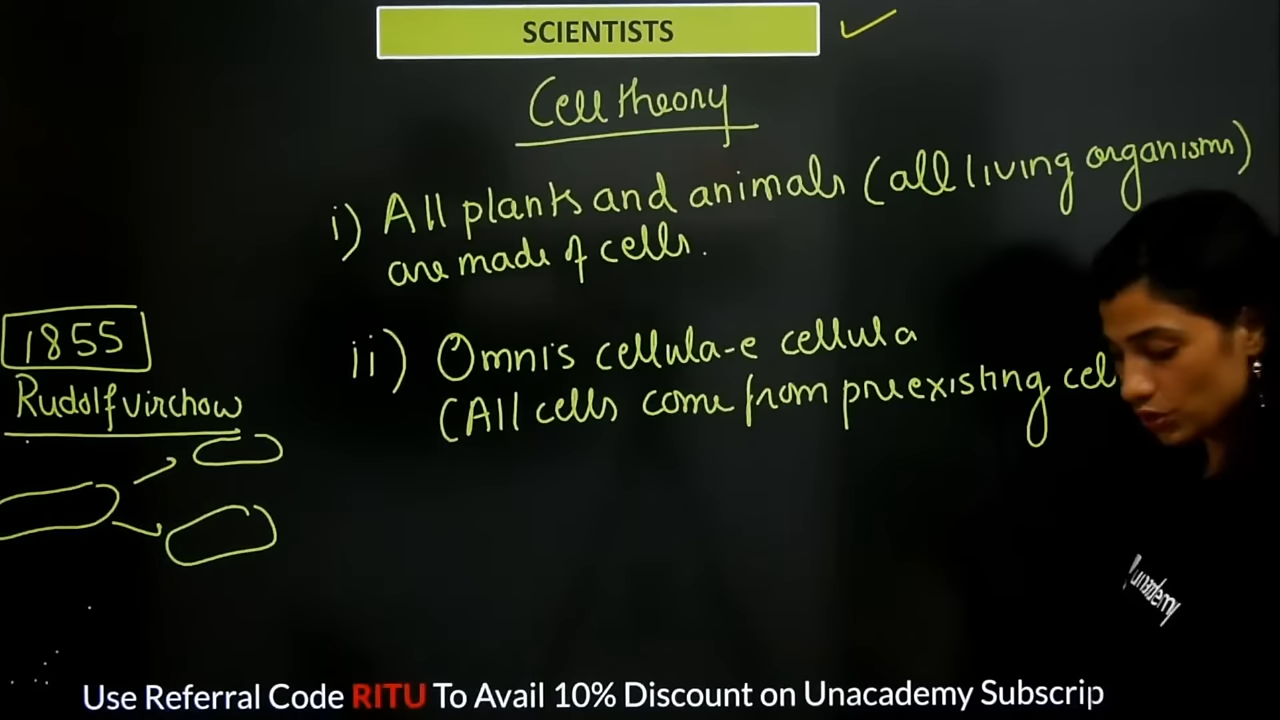 SCIENTISTS
Cell theory
i) All plants and animals (all living organisms)
are made of cells.
1855
Rudolf virchow
ii) Omnis cellula-e cellula
(All cells come from preexisting cel
unacademy
Use Referral Code RITU To Avail 10% Discount on Unacademy Subscrip